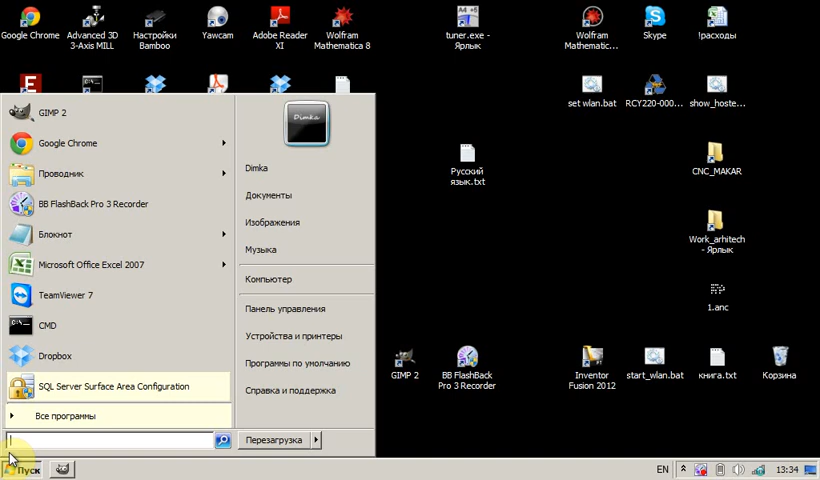 Google Chrome
Advanced 3D
3-Axis MILL
Настройки
Bamboo
Yawcam
Adobe Reader
XI
Wolfram
Mathematica 8
tuner.exe -
Ярлык
Wolfram
Mathematic...
Skype
!расходы
set wlan.bat
RCY220-000...
show_hoste...
GIMP 2
Google Chrome
Проводник
BB FlashBack Pro 3 Recorder
Блокнот
Microsoft Office Excel 2007
TeamViewer 7
CMD
Dropbox
SQL Server Surface Area Configuration
Все программы
Dimka
Dimka
Документы
Изображения
Музыка
Компьютер
Панель управления
Устройства и принтеры
Программы по умолчанию
Справка и поддержка
Перезагрузка
Русский
язык.txt
CNC_MAKAR
Work_arhitech
- Ярлык
1.anc
GIMP 2
BB FlashBack
Pro 3 Recorder
Inventor
Fusion 2012
start_wlan.bat
книга.txt
Корзина
Пуск
EN
13:34